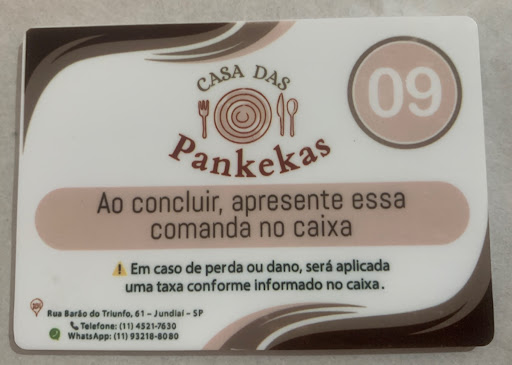 CASA DAS
09
Pankekas
Ao concluir, apresente essa
comanda no caixa
⚠ Em caso de perda ou dano, será aplicada
uma taxa conforme informado no caixa.
Rua Barão do Triunfo, 61 – Jundiaí – SP
Telefone: (11) 4521-7630
WhatsApp: (11) 93218-8080